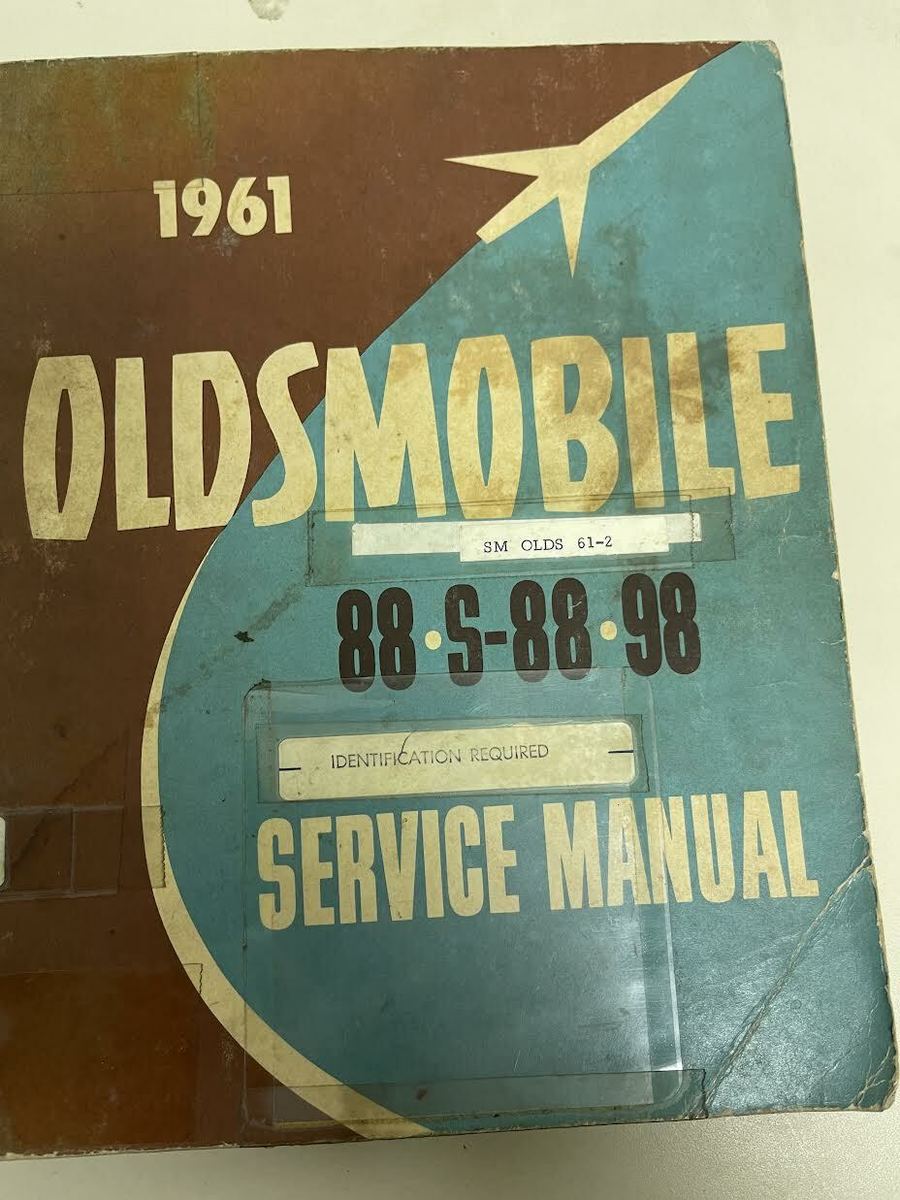 1961
OLDSMOBILE
SM OLDS 61-2
88 • S-88 • 98
IDENTIFICATION REQUIRED
SERVICE MANUAL